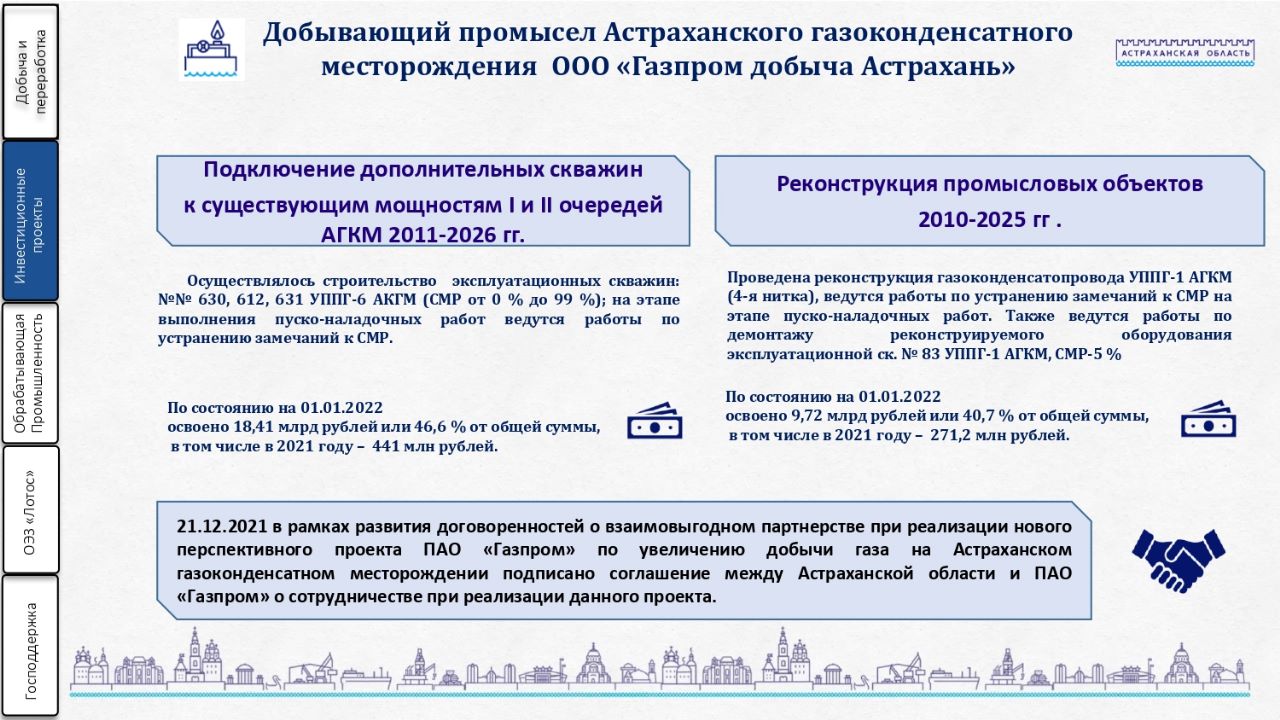 Добыча и
переработка
Инвестиционные
проекты
Обрабатывающая
Промышленность
ОЭЗ «Лотос»
Господдержка
Добывающий промысел Астраханского газоконденсатного
месторождения ООО «Газпром добыча Астрахань»
АСТРАХАНСКАЯ ОБЛАСТЬ
Подключение дополнительных скважин
к существующим мощностям I и II очередей
АГКМ 2011-2026 гг.
Осуществлялось строительство эксплуатационных скважин:
№№ 630, 612, 631 УППГ-6 АКГМ (СМР от 0 % до 99 %); на этапе
выполнения пуско-наладочных работ ведутся работы по
устранению замечаний к СМР.
По состоянию на 01.01.2022
освоено 18,41 млрд рублей или 46,6 % от общей суммы,
в том числе в 2021 году – 441 млн рублей.
Реконструкция промысловых объектов
2010-2025 гг .
Проведена реконструкция газоконденсатопровода УППГ-1 АГКМ
(4-я нитка), ведутся работы по устранению замечаний к СМР на
этапе пуско-наладочных работ. Также ведутся работы по
демонтажу реконструируемого оборудования
эксплуатационной ск. № 83 УППГ-1 АГКМ, СМР-5 %
По состоянию на 01.01.2022
освоено 9,72 млрд рублей или 40,7 % от общей суммы,
в том числе в 2021 году – 271,2 млн рублей.
21.12.2021 в рамках развития договоренностей о взаимовыгодном партнерстве при реализации нового
перспективного проекта ПАО «Газпром» по увеличению добычи газа на Астраханском
газоконденсатном месторождении подписано соглашение между Астраханской области и ПАО
«Газпром» о сотрудничестве при реализации данного проекта.